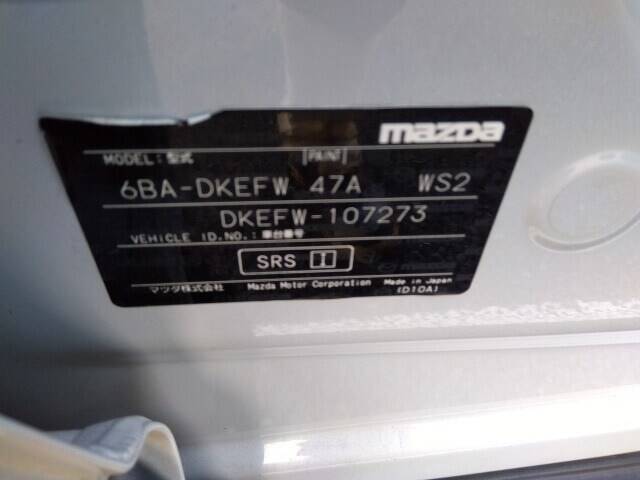 mazda
MODEL: 型式 PAINT
6BA-DKEFW 47A WS2
DKEFW-107273
VEHICLE ID.NO.: 車台番号
SRS
マツダ株式会社 Mazda Motor Corporation Made in Japan
(D10A)